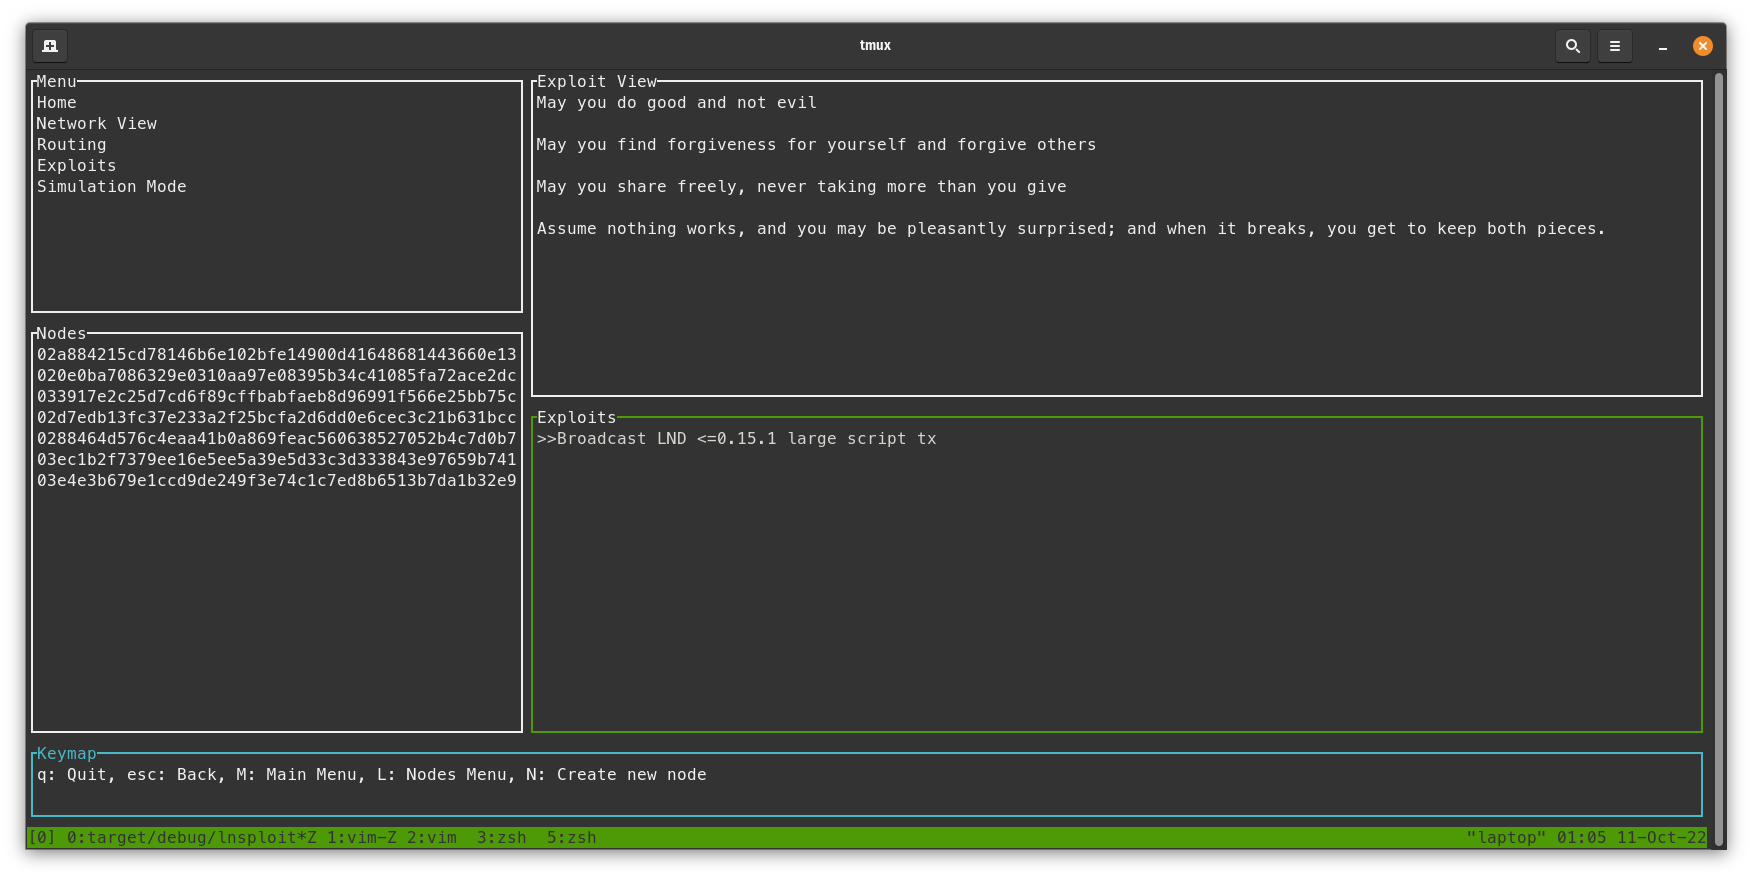 tmux
Menu
Home
Network View
Routing
Exploits
Simulation Mode
Nodes
02a884215cd78146b6e102bfe14900d41648681443660e13
020e0ba7086329e0310aa97e08395b34c41085fa72ace2dc
033917e2c25d7cd6f89cffbabfaeb8d96991f566e25bb75c
02d7edb13fc37e233a2f25bcfa2d6dd0e6cec3c21b631bcc
0288464d576c4eaa41b0a869feac560638527052b4c7d0b7
03ec1b2f7379ee16e5ee5a39e5d33c3d333843e97659b741
03e4e3b679e1ccd9de249f3e74c1c7ed8b6513b7da1b32e9
Exploit View
May you do good and not evil
May you find forgiveness for yourself and forgive others
May you share freely, never taking more than you give
Assume nothing works, and you may be pleasantly surprised; and when it breaks, you get to keep both pieces.
Exploits
>>Broadcast LND <=0.15.1 large script tx
Keymap
q: Quit, esc: Back, M: Main Menu, L: Nodes Menu, N: Create new node
[0] 0:target/debug/lnsploit*Z 1:vim-Z 2:vim  3:zsh  5:zsh "laptop" 01:05 11-Oct-22